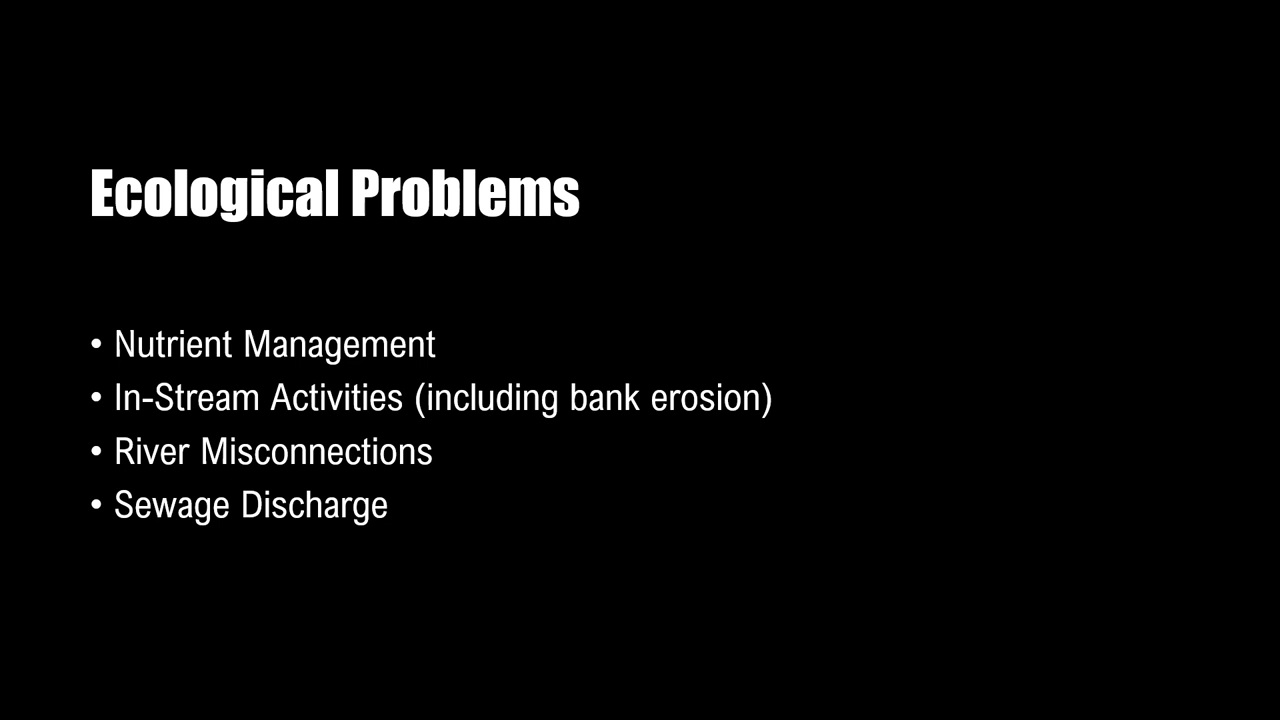 Ecological Problems
• Nutrient Management
• In-Stream Activities (including bank erosion)
• River Misconnections
• Sewage Discharge